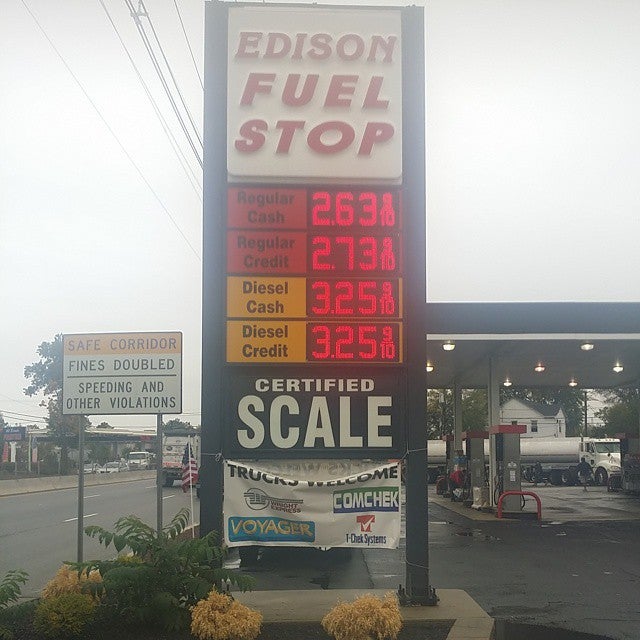 EDISON
FUEL
STOP
Regular
Cash
2.63 9/10
Regular
Credit
2.73 9/10
Diesel
Cash
3.25 9/10
Diesel
Credit
3.25 9/10
CERTIFIED
SCALE
TRUCKS WELCOME
WRIGHT
EXPRESS
COMCHEK
VOYAGER
T-Chek Systems
SAFE CORRIDOR
FINES DOUBLED
SPEEDING AND
OTHER VIOLATIONS